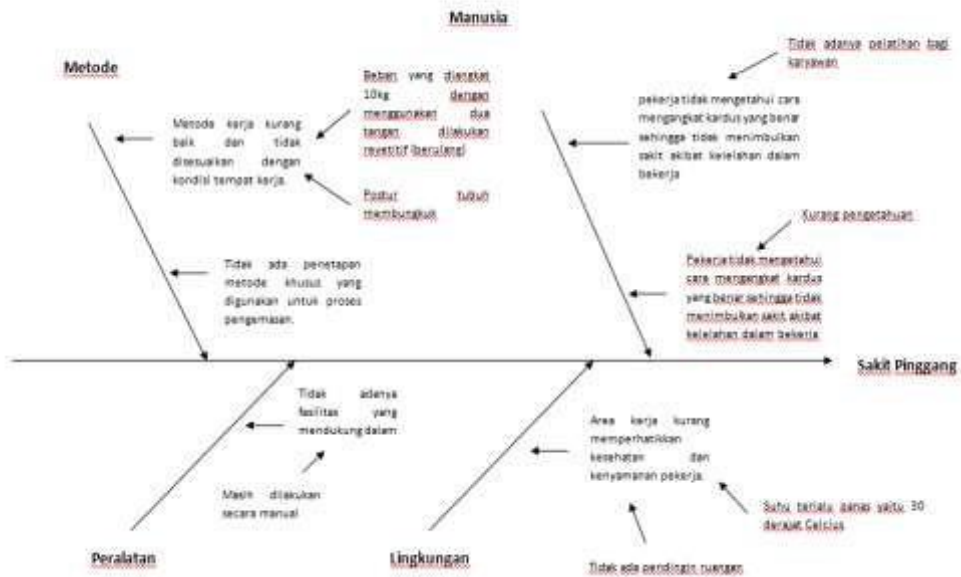 Manusia
Metode
Tidak adanya pelatihan bagi
karyawan
Beban yang diangkat
10kg dengan
menggunakan dua
tangan dilakukan
revetitif (berulang)
pekerja tidak mengetahui cara
mengangkat kardus yang benar
sehingga tidak menimbulkan
sakit akibat kelelahan dalam
bekerja
Metode kerja kurang
baik dan tidak
disesuaikan dengan
kondisi tempat kerja.
Postur tubuh
membungkuk
Kurang pengetahuan
Tidak ada penetapan
metode khusus yang
digunakan untuk proses
pengemasan.
Pekerja tidak mengetahui
cara mengangkat kardus
yang benar sehingga tidak
menimbulkan sakit akibat
kelelahan dalam bekerja
Sakit Pinggang
Tidak adanya
fasilitas yang
mendukung dalam
Area kerja kurang
memperhatikkan
kesehatan dan
kenyamanan pekerja.
Masih dilakukan
secara manual
Suhu terlalu panas yaitu 30
derajat Celcius
Peralatan
Lingkungan
Tidak ada pendingin ruangan